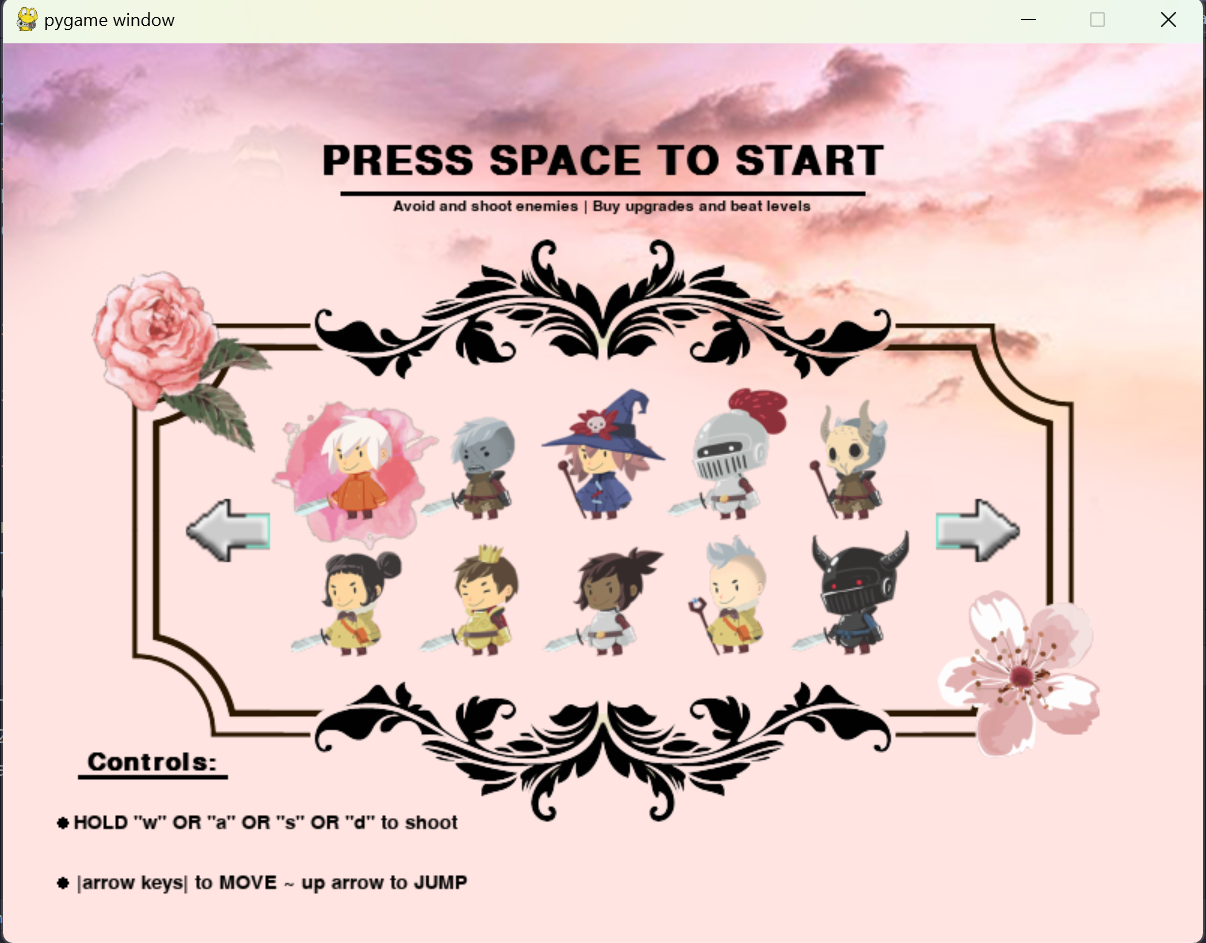 pygame window
PRESS SPACE TO START
Avoid and shoot enemies | Buy upgrades and beat levels
Controls:
HOLD "w" OR "a" OR "s" OR "d" to shoot
|arrow keys| to MOVE ~ up arrow to JUMP